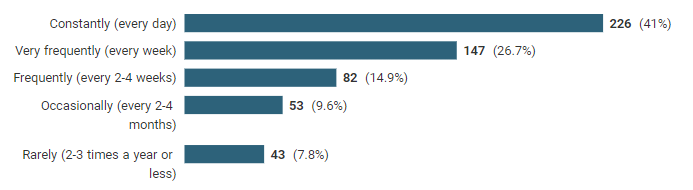 Constantly (every day) 226 (41%)
Very frequently (every week) 147 (26.7%)
Frequently (every 2-4 weeks) 82 (14.9%)
Occasionally (every 2-4 53 (9.6%)
months)
Rarely (2-3 times a year or 43 (7.8%)
less)